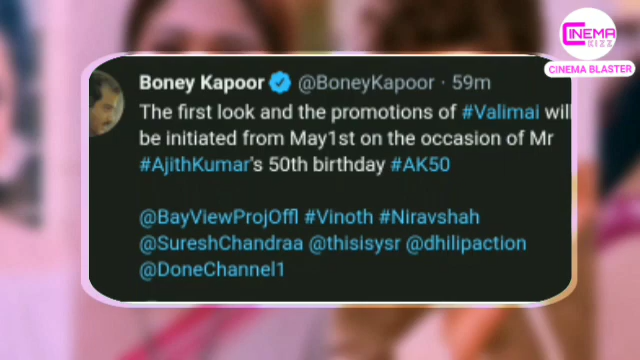 CINEMA
KIZZ
CINEMA BLASTER
Boney Kapoor @BoneyKapoor · 59m
The first look and the promotions of #Valimai will
be initiated from May1st on the occasion of Mr
#AjithKumar's 50th birthday #AK50
@BayViewProjOffl #Vinoth #Niravshah
@SureshChandraa @thisisysr @dhilipaction
@DoneChannel1